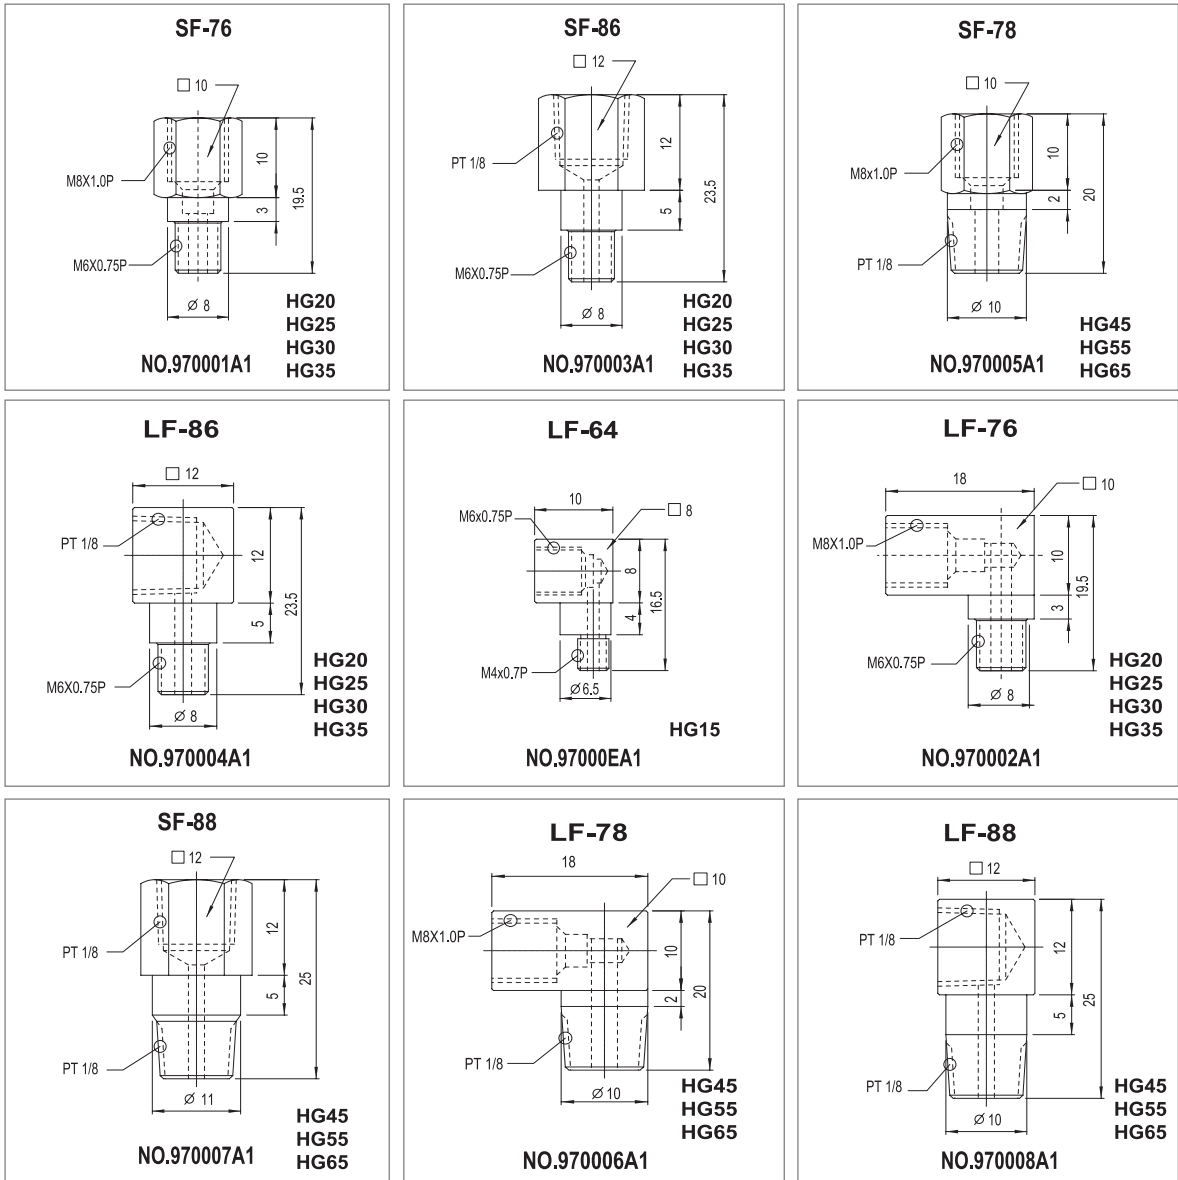 SF-76
□ 10
M8X1.0P
10
3
19.5
M6X0.75P
Ø 8
HG20
HG25
HG30
HG35
NO.970001A1
SF-86
□ 12
PT 1/8
12
5
23.5
M6X0.75P
Ø 8
HG20
HG25
HG30
HG35
NO.970003A1
SF-78
□ 10
M8x1.0P
10
2
20
PT 1/8
Ø 10
HG45
HG55
HG65
NO.970005A1
LF-86
□ 12
PT 1/8
12
5
23.5
M6X0.75P
Ø 8
HG20
HG25
HG30
HG35
NO.970004A1
LF-64
10
M6x0.75P
□ 8
8
4
16.5
M4x0.7P
Ø 6.5
HG15
NO.97000EA1
LF-76
18
□ 10
M8X1.0P
10
3
19.5
M6X0.75P
Ø 8
HG20
HG25
HG30
HG35
NO.970002A1
SF-88
□ 12
PT 1/8
12
5
25
PT 1/8
Ø 11
HG45
HG55
HG65
NO.970007A1
LF-78
18
□ 10
M8X1.0P
10
2
20
PT 1/8
Ø 10
HG45
HG55
HG65
NO.970006A1
LF-88
□ 12
PT 1/8
12
5
25
PT 1/8
Ø 10
HG45
HG55
HG65
NO.970008A1